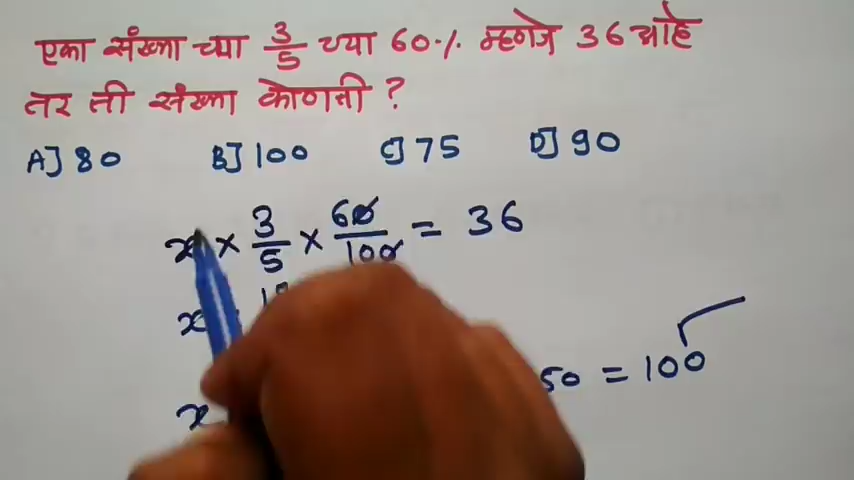 एका संख्या च्या 3/5 च्या 60% म्हणजे 36 आहे
तर ती संख्या कोणती ?
A] 80 B] 100 C] 75 D] 90
x × 3/5 × 60/100 = 36
x
x 50 = 100